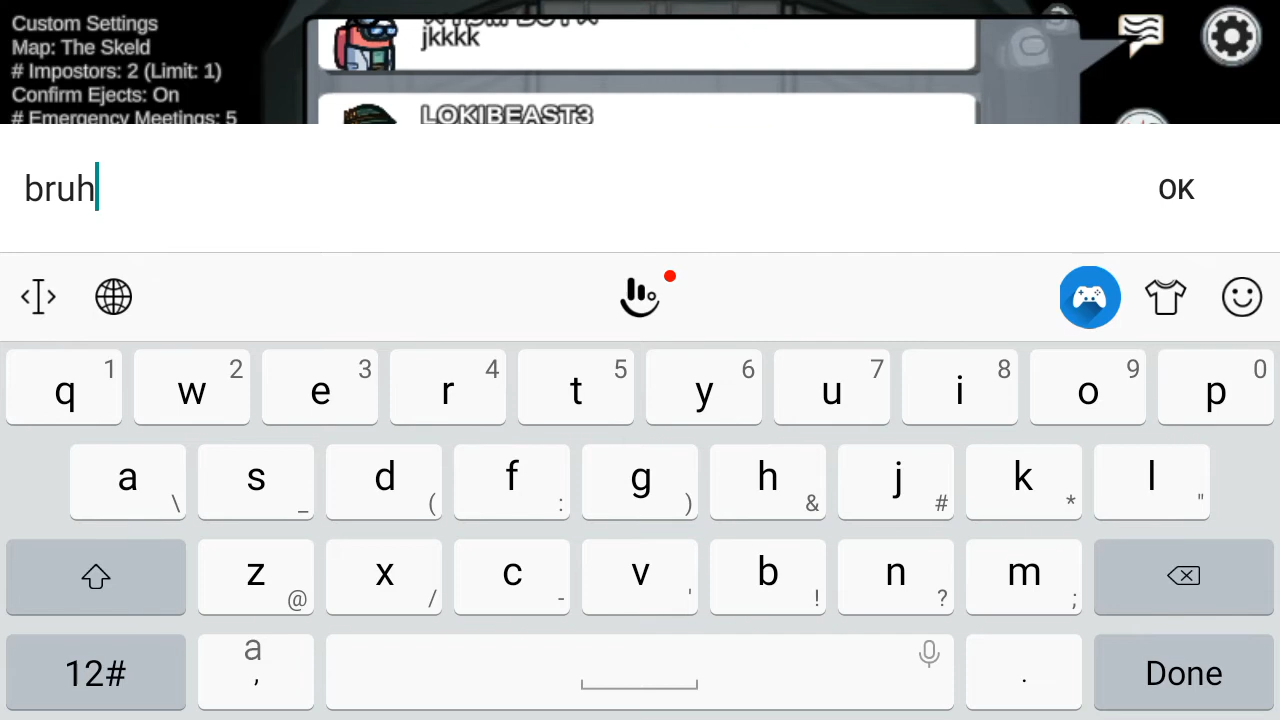 Custom Settings
Map: The Skeld
# Impostors: 2 (Limit: 1)
Confirm Ejects: On
# Emergency Meetings: 5
jkkkk
LOKIBEAST3
bruh
OK
q 1 w 2 e 3 r 4 t 5 y 6 u 7 i 8 o 9 p 0
a \ s _ d ( f : g ) h & j # k * l "
z @ x / c - v ' b ! n ? m ;
12# a , . Done